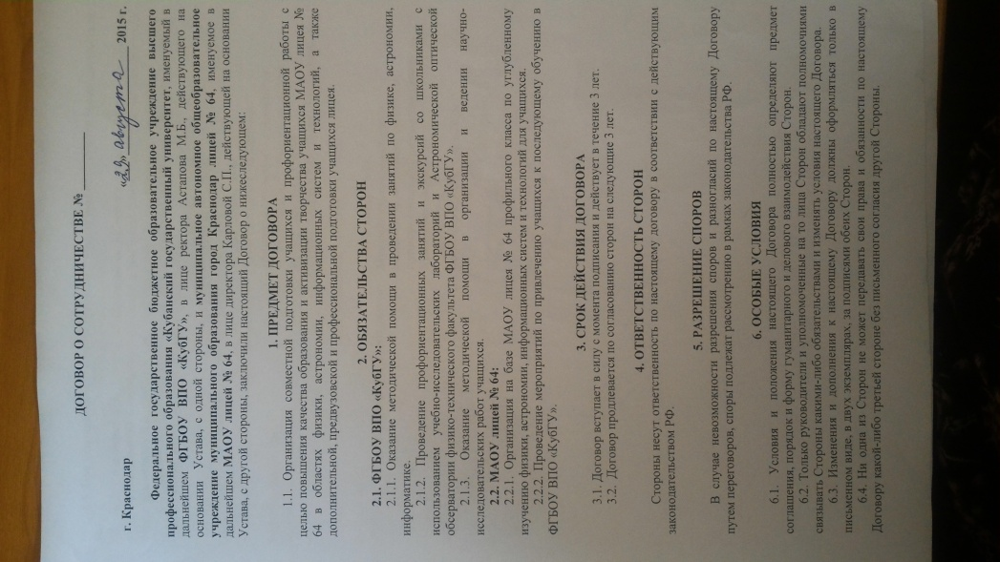 ДОГОВОР О СОТРУДНИЧЕСТВЕ №
г. Краснодар «23» августа 2015 г.
Федеральное государственное бюджетное образовательное учреждение высшего
профессионального образования «Кубанский государственный университет», именуемый в
дальнейшем ФГБОУ ВПО «КубГУ», в лице ректора Астапова М.Б., действующего на
основании Устава, с одной стороны, и муниципальное автономное общеобразовательное
учреждение муниципального образования город Краснодар лицей № 64, именуемое в
дальнейшем МАОУ лицей № 64, в лице директора Карловой С.П., действующей на основании
Устава, с другой стороны, заключили настоящий Договор о нижеследующем:
1. ПРЕДМЕТ ДОГОВОРА
1.1. Организация совместной подготовки учащихся и профориентационной работы с
целью повышения качества образования и активизации творчества учащихся МАОУ лицея №
64 в областях физики, астрономии, информационных систем и технологий, а также
дополнительной, предвузовской и профессиональной подготовки учащихся лицея.
2. ОБЯЗАТЕЛЬСТВА СТОРОН
2.1. ФГБОУ ВПО «КубГУ»:
2.1.1. Оказание методической помощи в проведении занятий по физике, астрономии,
информатике.
2.1.2. Проведение профориентационных занятий и экскурсий со школьниками с
использованием учебно-исследовательских лабораторий и Астрономической оптической
обсерватории физико-технического факультета ФГБОУ ВПО «КубГУ».
2.1.3. Оказание методической помощи в организации и ведении научно-
исследовательских работ учащихся.
2.2. МАОУ лицей № 64:
2.2.1. Организация на базе МАОУ лицея № 64 профильного класса по углубленному
изучению физики, астрономии, информационных систем и технологий для учащихся.
2.2.2. Проведение мероприятий по привлечению учащихся к последующему обучению в
ФГБОУ ВПО «КубГУ».
3. СРОК ДЕЙСТВИЯ ДОГОВОРА
3.1 Договор вступает в силу с момента подписания и действует в течение 3 лет.
3.2. Договор продлевается по согласованию сторон на следующие 3 лет.
4. ОТВЕТСТВЕННОСТЬ СТОРОН
Стороны несут ответственность по настоящему договору в соответствии с действующим
законодательством РФ.
5. РАЗРЕШЕНИЕ СПОРОВ
В случае невозможности разрешения споров и разногласий по настоящему Договору
путем переговоров, споры подлежат рассмотрению в рамках законодательства РФ.
6. ОСОБЫЕ УСЛОВИЯ
6.1. Условия и положения настоящего Договора полностью определяют предмет
соглашения, порядок и форму гуманитарного и делового взаимодействия Сторон.
6.2. Только руководители и уполномоченные на то лица Сторон обладают полномочиями
связывать Стороны какими-либо обязательствами и изменять условия настоящего Договора.
6.3. Изменения и дополнения к настоящему Договору должны оформляться только в
письменном виде, в двух экземплярах, за подписями обеих Сторон.
6.4. Ни одна из Сторон не может передавать свои права и обязанности по настоящему
Договору какой-либо третьей стороне без письменного согласия другой Стороны.